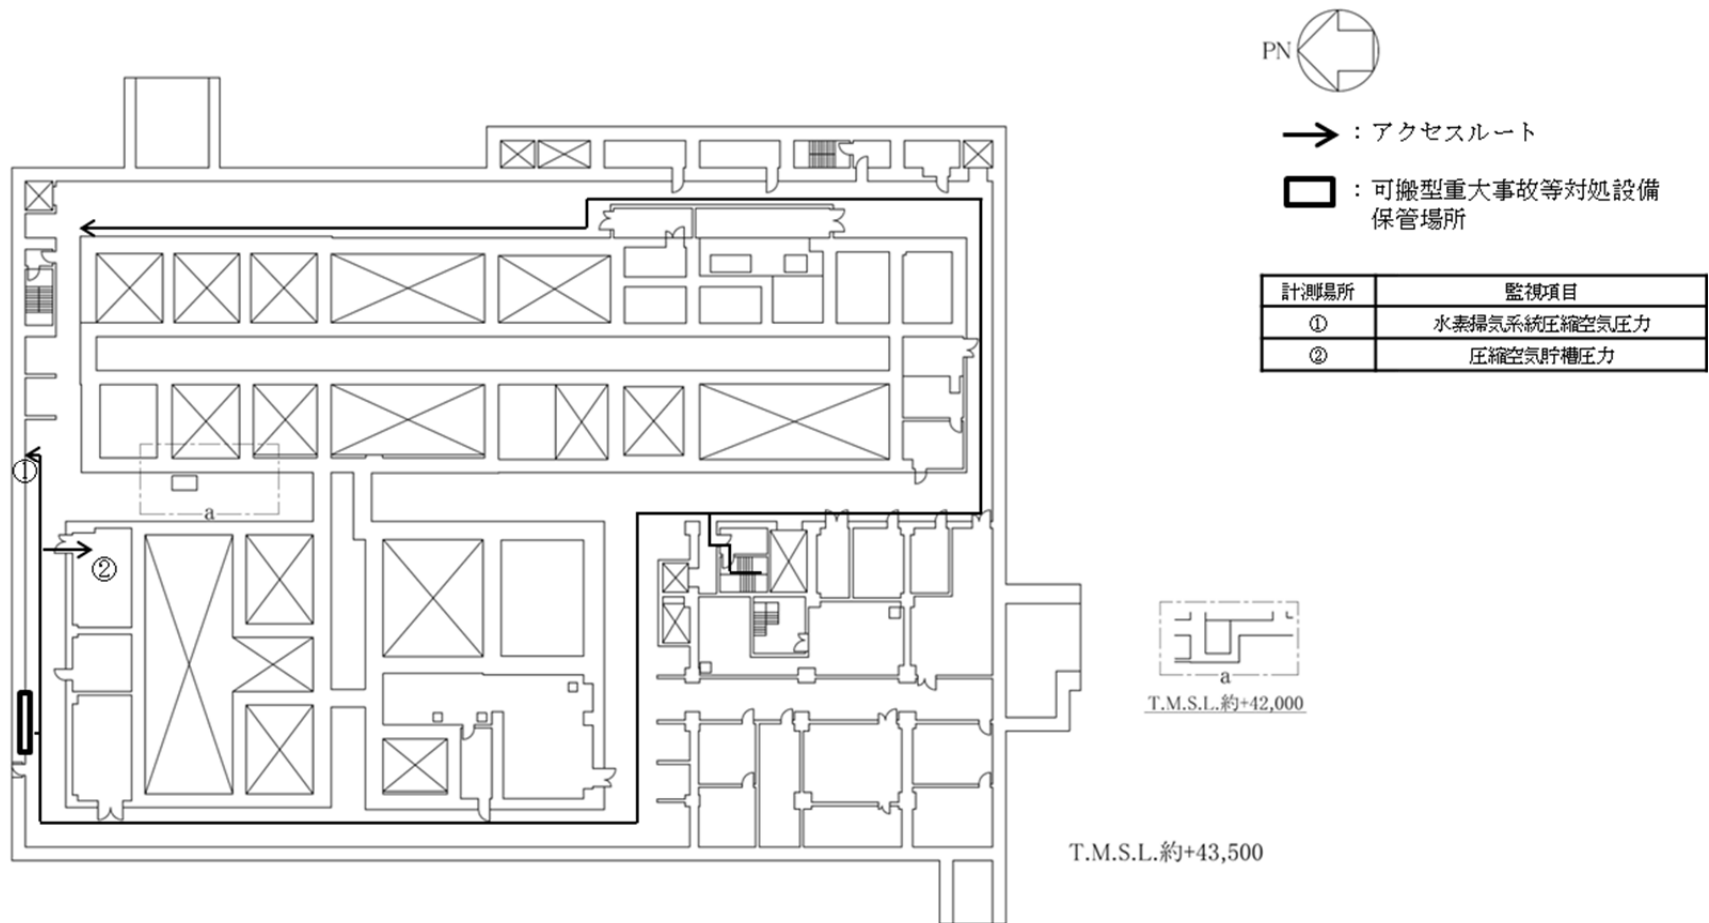 PN
：アクセスルート
：可搬型重大事故等対処設備
保管場所
計測場所 監視項目
① 水素掃気系統圧縮空気圧力
② 圧縮空気貯槽圧力
①
a
②
a
T.M.S.L.約+42,000
T.M.S.L.約+43,500